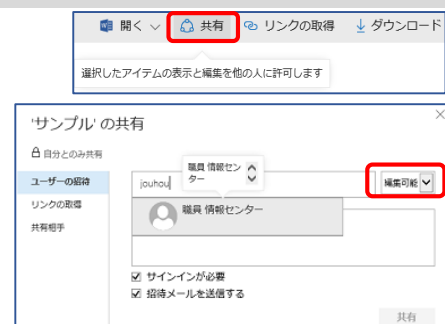 開く 共有 リンクの取得 ダウンロード
選択したアイテムの表示と編集を他の人に許可します
'サンプル' の共有
自分とのみ共有
ユーザーの招待
リンクの取得
共有相手
職員 情報セン
ター
jouhou
編集可能
職員 情報センター
サインインが必要
招待メールを送信する
共有